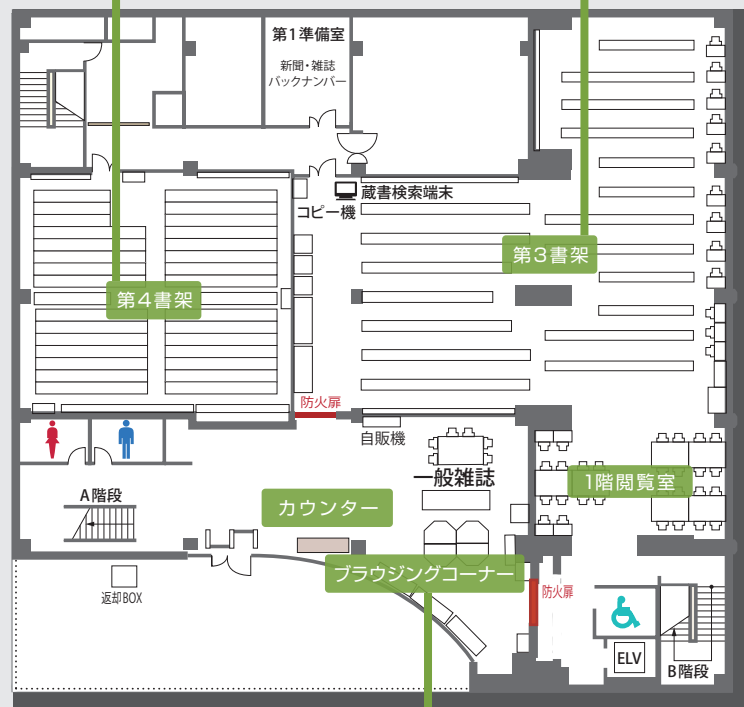 第1準備室
新聞・雑誌
バックナンバー
蔵書検索端末
コピー機
第3書架
第4書架
防火扉
自販機
一般雑誌
1階閲覧室
A階段
カウンター
ブラウジングコーナー
防火扉
返却BOX
ELV
B階段